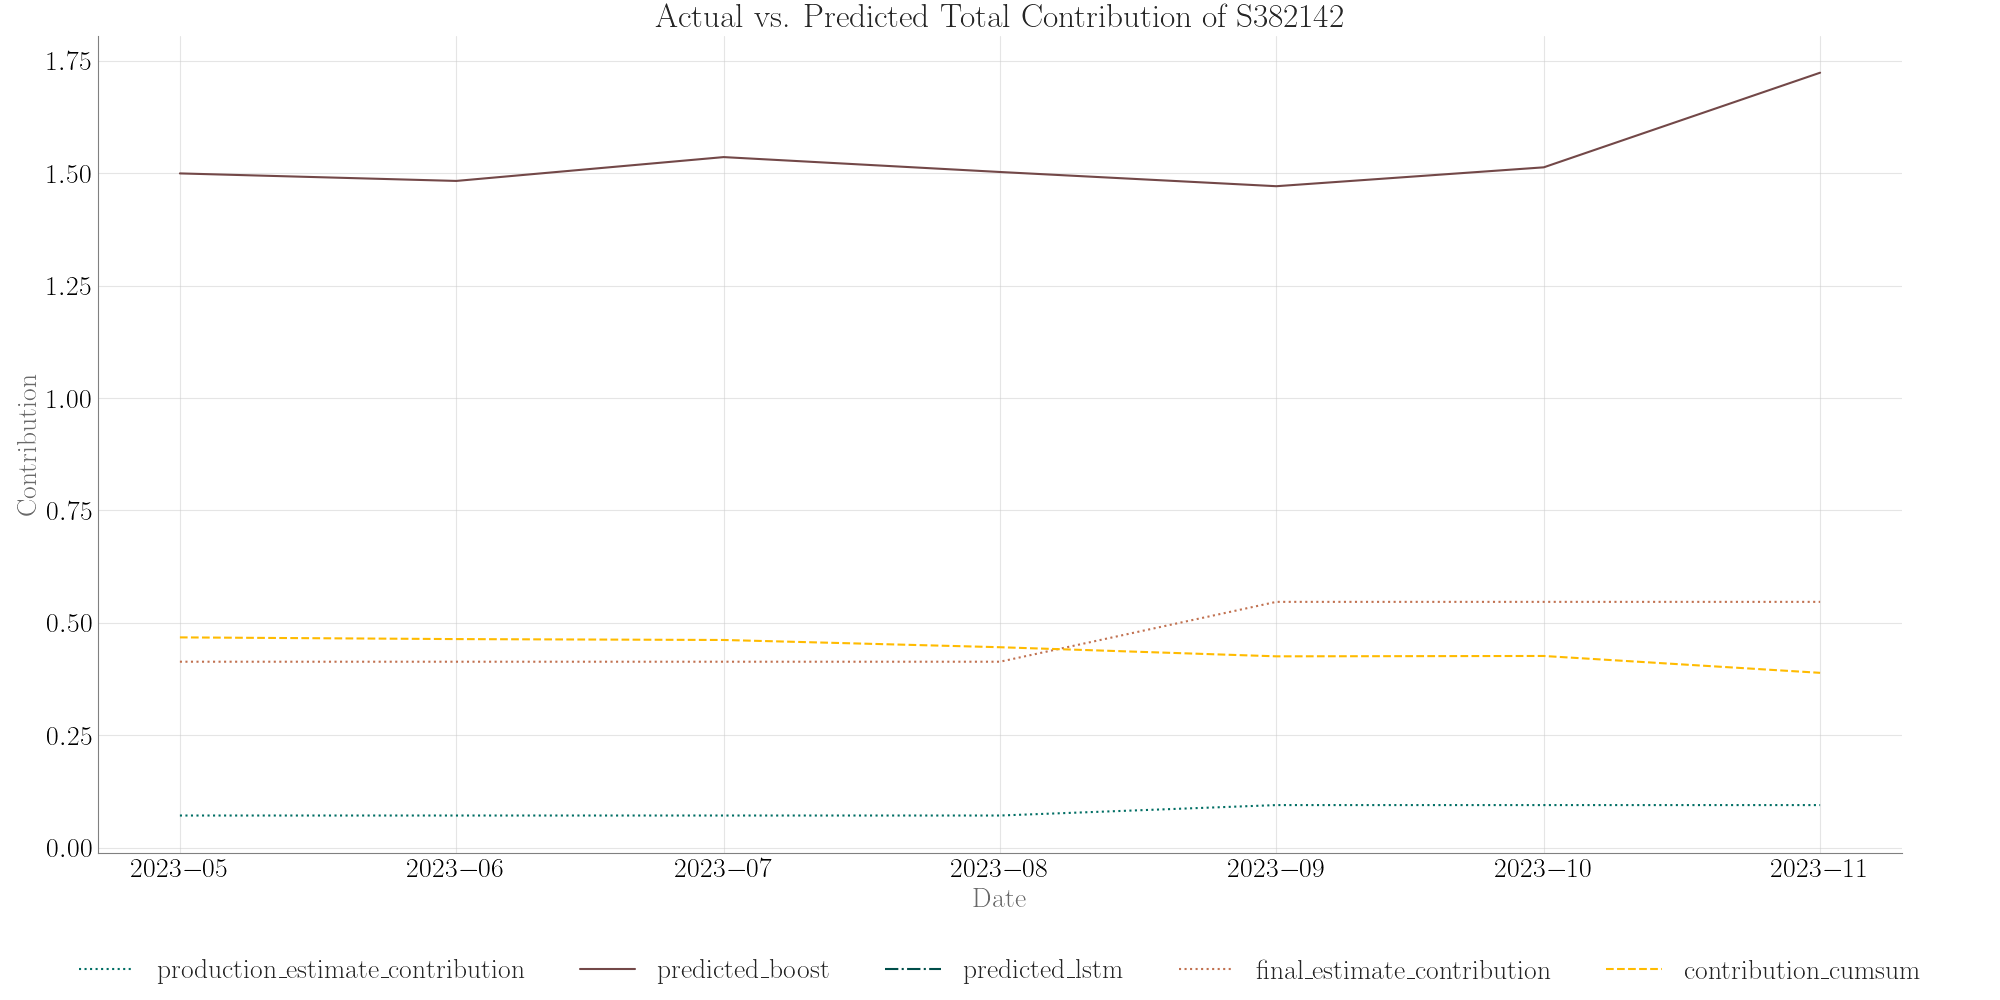 Actual vs. Predicted Total Contribution of S382142
1.75
1.50
1.25
1.00
0.75
0.50
0.25
0.00
Contribution
2023–05 2023–06 2023–07 2023–08 2023–09 2023–10 2023–11
Date
production_estimate_contribution predicted_boost predicted_lstm final_estimate_contribution contribution_cumsum